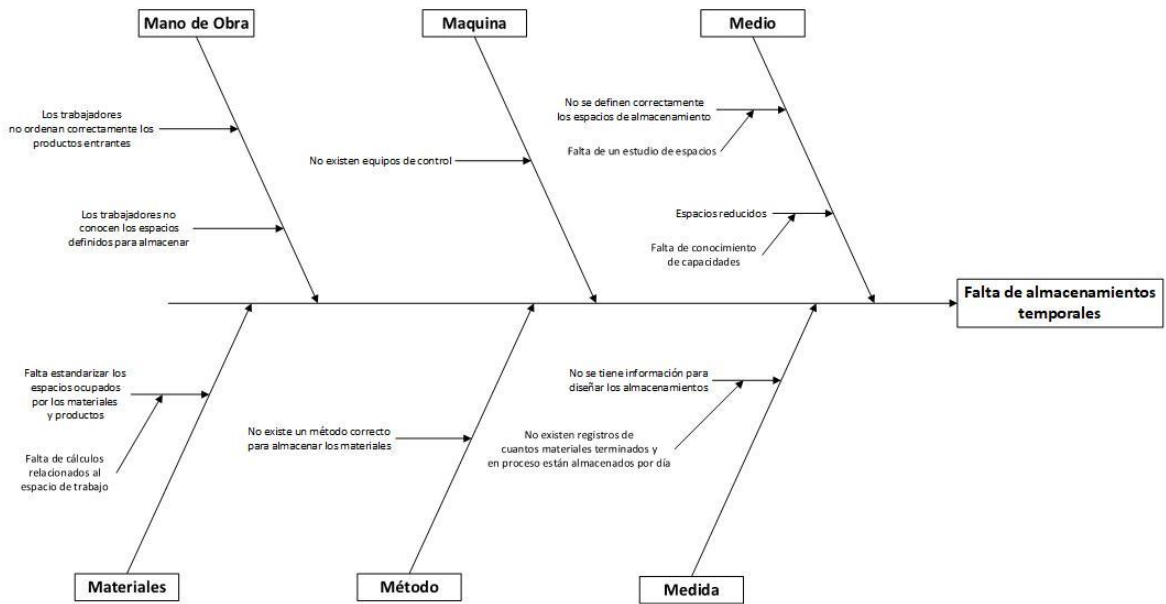 Mano de Obra
Maquina
Medio
Los trabajadores
no ordenan correctamente los
productos entrantes
Los trabajadores no
conocen los espacios
definidos para almacenar
No existen equipos de control
No se definen correctamente
los espacios de almacenamiento
Falta de un estudio de espacios
Espacios reducidos
Falta de conocimiento
de capacidades
Falta de almacenamientos
temporales
Falta estandarizar los
espacios ocupados
por los materiales
y productos
Falta de cálculos
relacionados al
espacio de trabajo
No existe un método correcto
para almacenar los materiales
No se tiene información para
diseñar los almacenamientos
No existen registros de
cuantos materiales terminados y
en proceso están almacenados por día
Materiales
Método
Medida